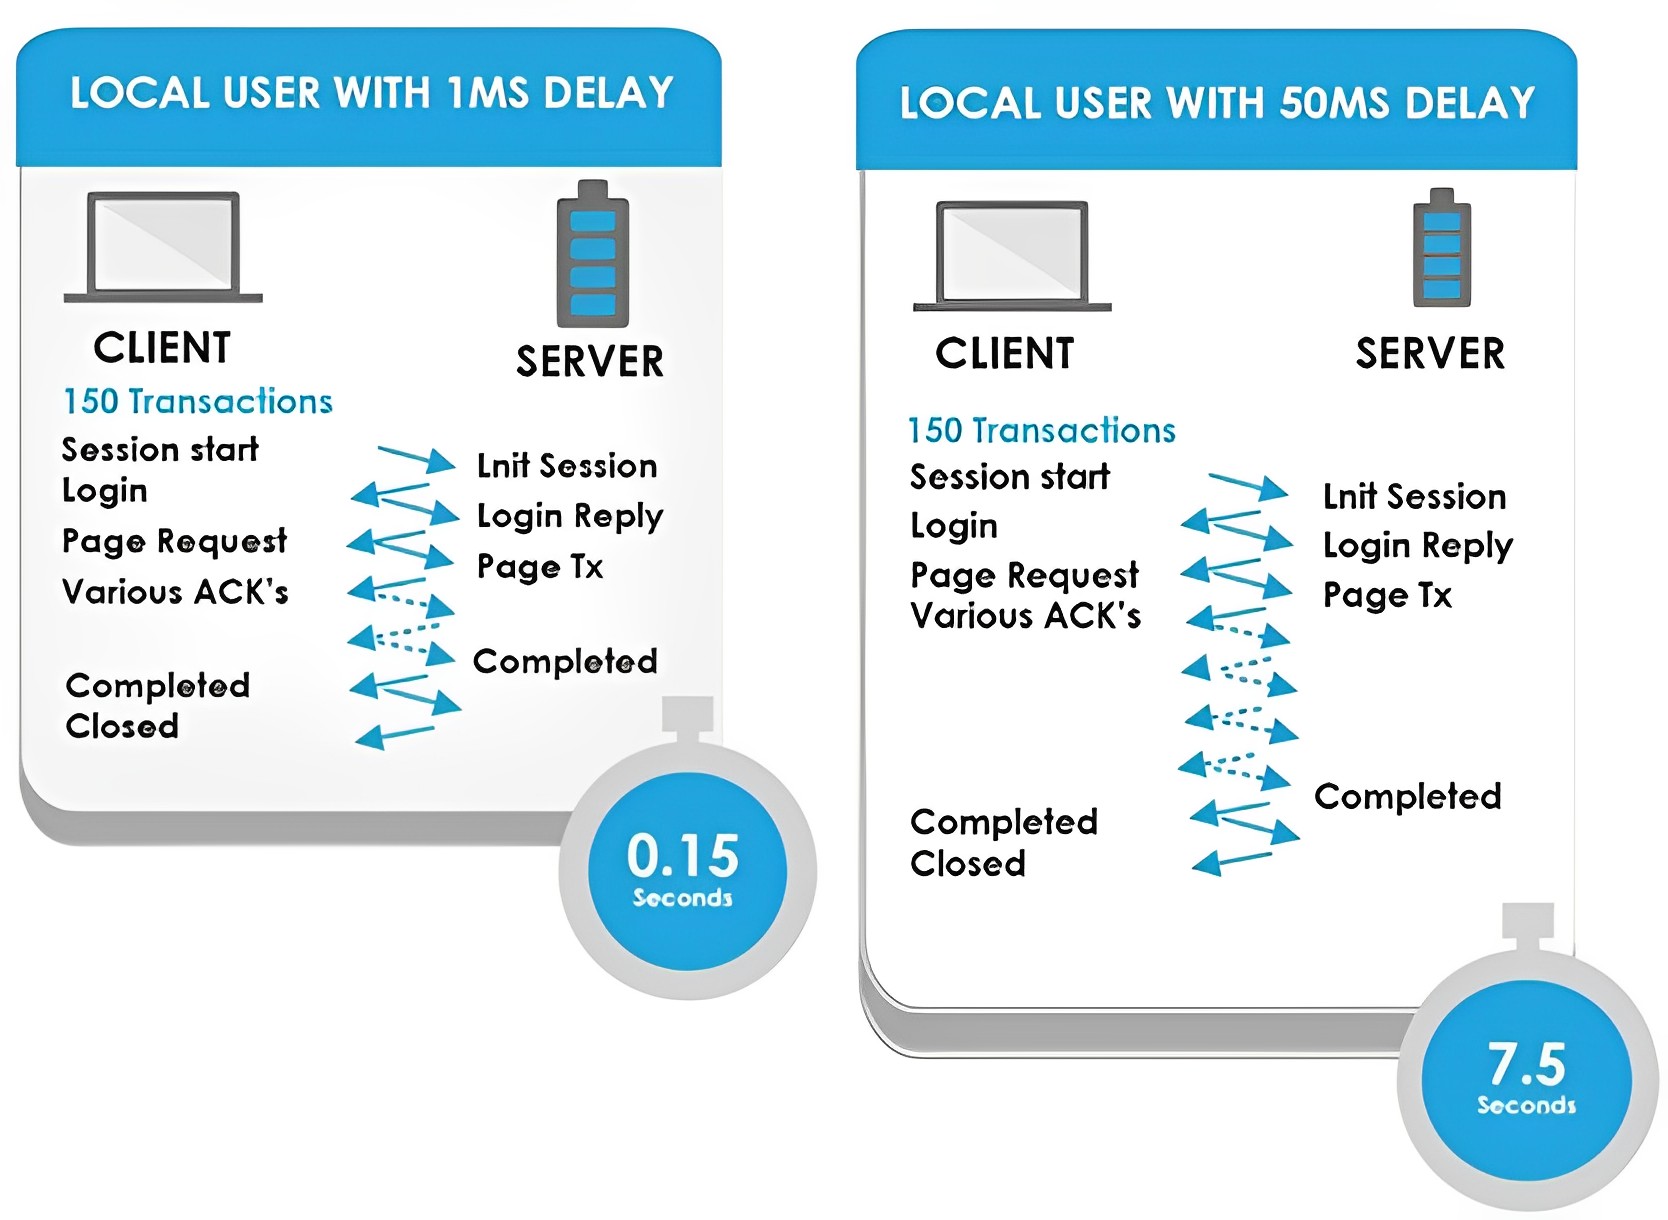 LOCAL USER WITH 1MS DELAY
CLIENT
SERVER
150 Transactions
Session start
Lnit Session
Login
Login Reply
Page Request
Page Tx
Various ACK's
Completed
Completed
Closed
0.15
Seconds
LOCAL USER WITH 50MS DELAY
CLIENT
SERVER
150 Transactions
Session start
Lnit Session
Login
Login Reply
Page Request
Page Tx
Various ACK's
Completed
Completed
Closed
7.5
Seconds